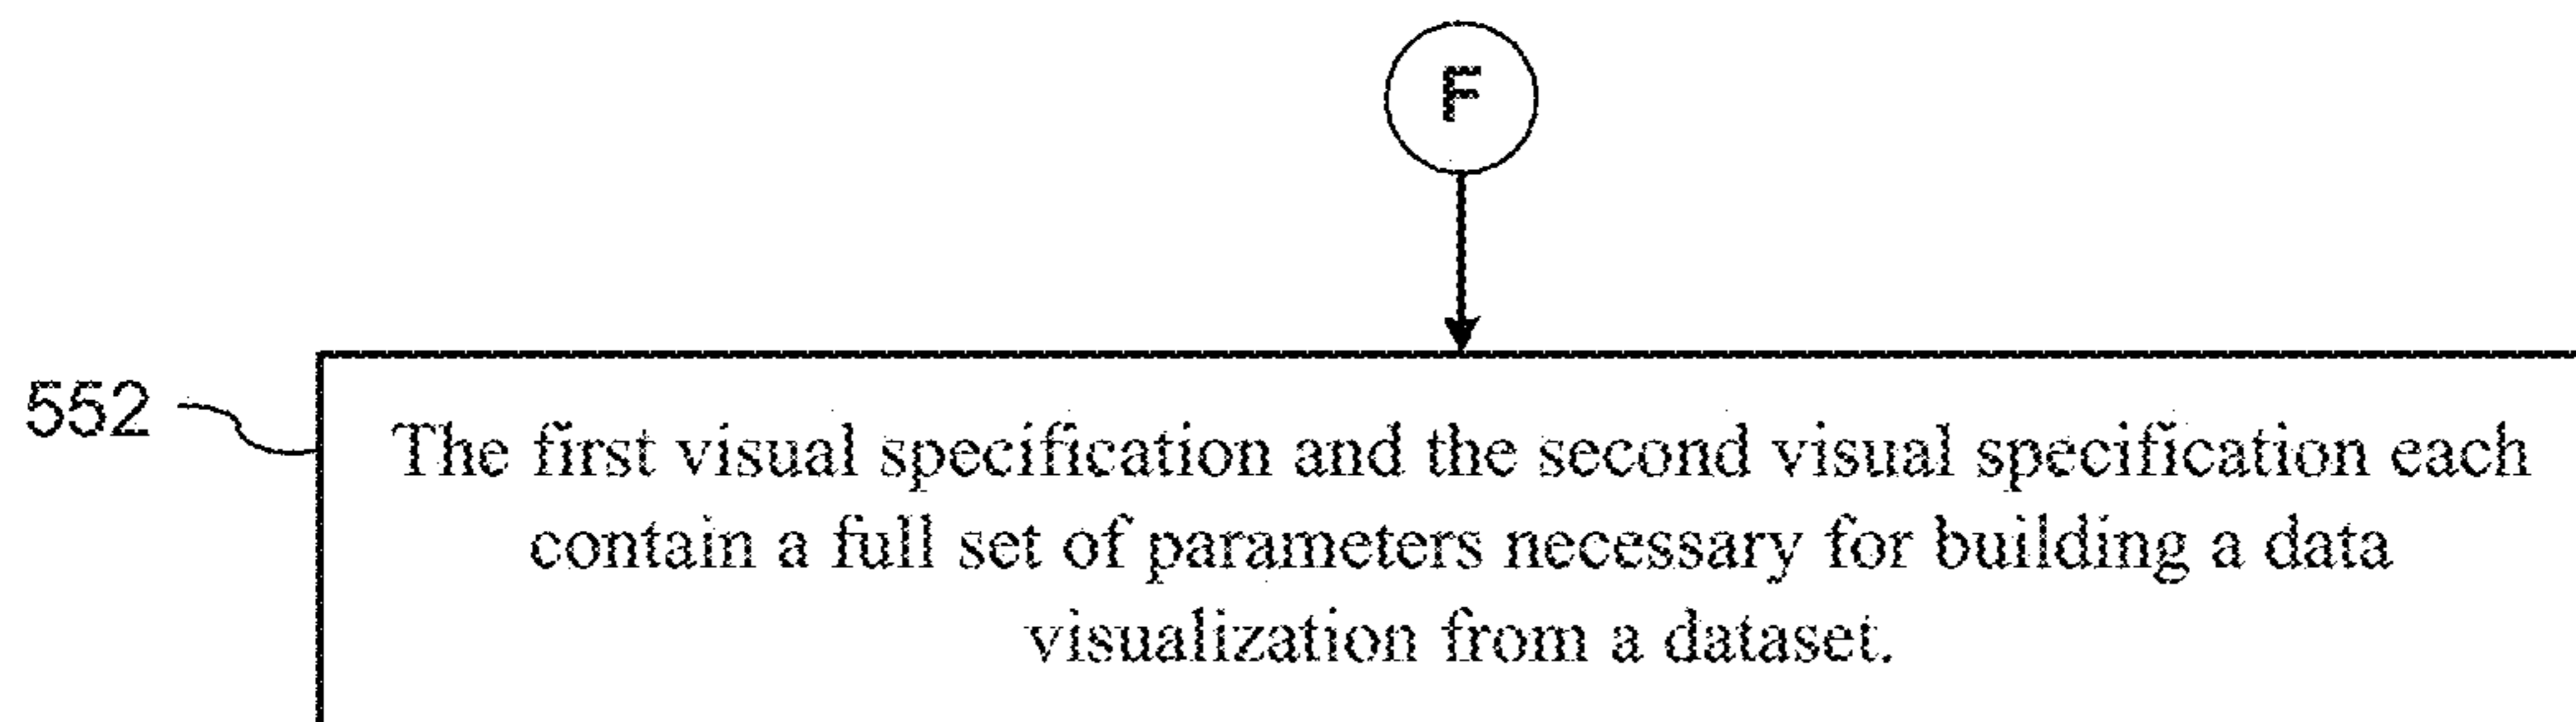 F
552
The first visual specification and the second visual specification each
contain a full set of parameters necessary for building a data
visualization from a dataset.